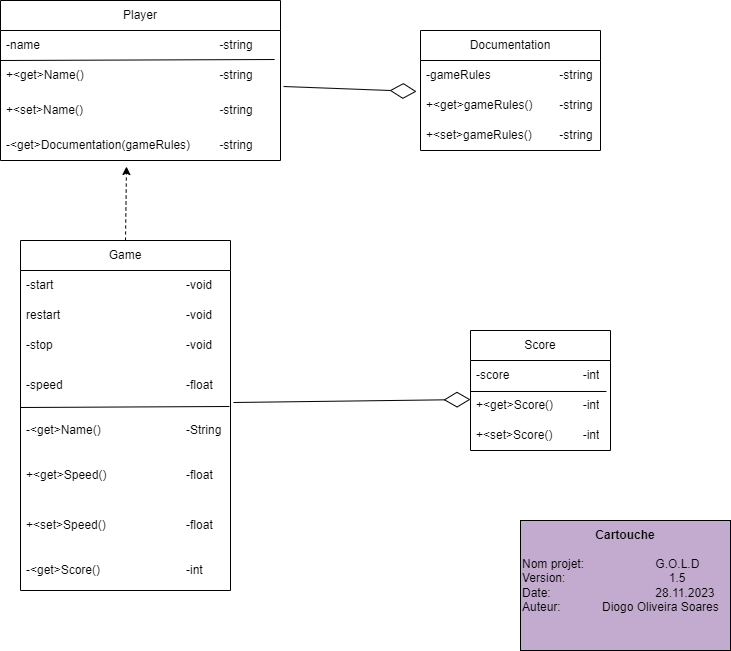 Player
-name -string
+<get>Name() -string
+<set>Name() -string
-<get>Documentation(gameRules) -string
Documentation
-gameRules -string
+<get>gameRules() -string
+<set>gameRules() -string
Game
-start -void
restart -void
-stop -void
-speed -float
-<get>Name() -String
+<get>Speed() -float
+<set>Speed() -float
-<get>Score() -int
Score
-score -int
+<get>Score() -int
+<set>Score() -int
Cartouche
Nom projet: G.O.L.D
Version: 1.5
Date: 28.11.2023
Auteur: Diogo Oliveira Soares